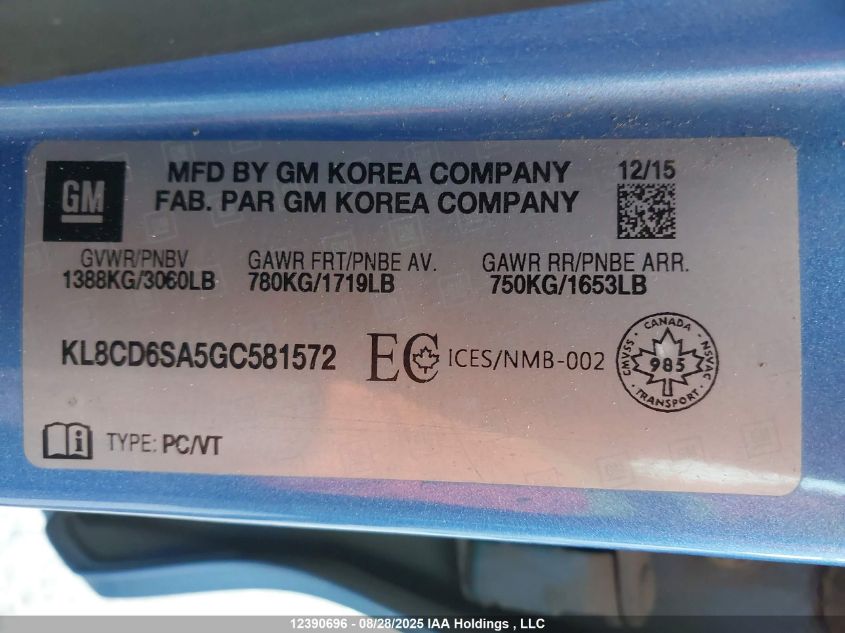 GM
MFD BY GM KOREA COMPANY
FAB. PAR GM KOREA COMPANY
12/15
GVWR/PNBV
1388KG/3060LB
GAWR FRT/PNBE AV.
780KG/1719LB
GAWR RR/PNBE ARR.
750KG/1653LB
KL8CD6SA5GC581572
EC ICES/NMB-002
CANADA
CMVSS 985 NSVAC
TRANSPORT
TYPE: PC/VT
12390696 - 08/28/2025 IAA Holdings , LLC